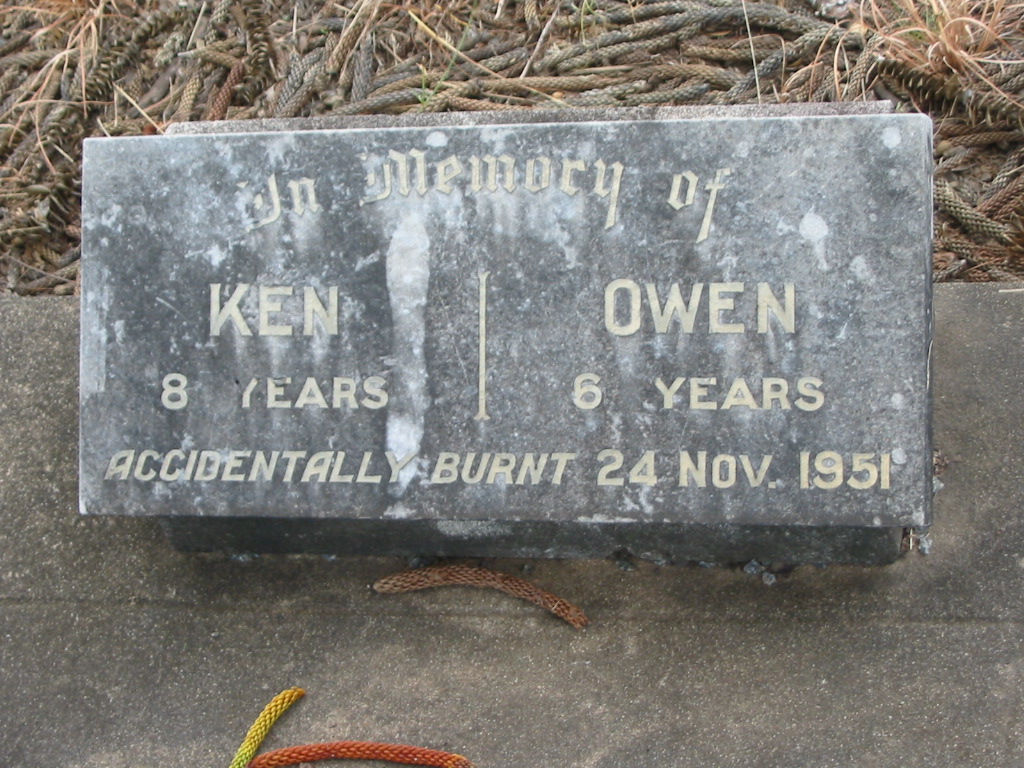 In Memory of
KEN OWEN
8 YEARS 6 YEARS
ACCIDENTALLY BURNT 24 NOV. 1951